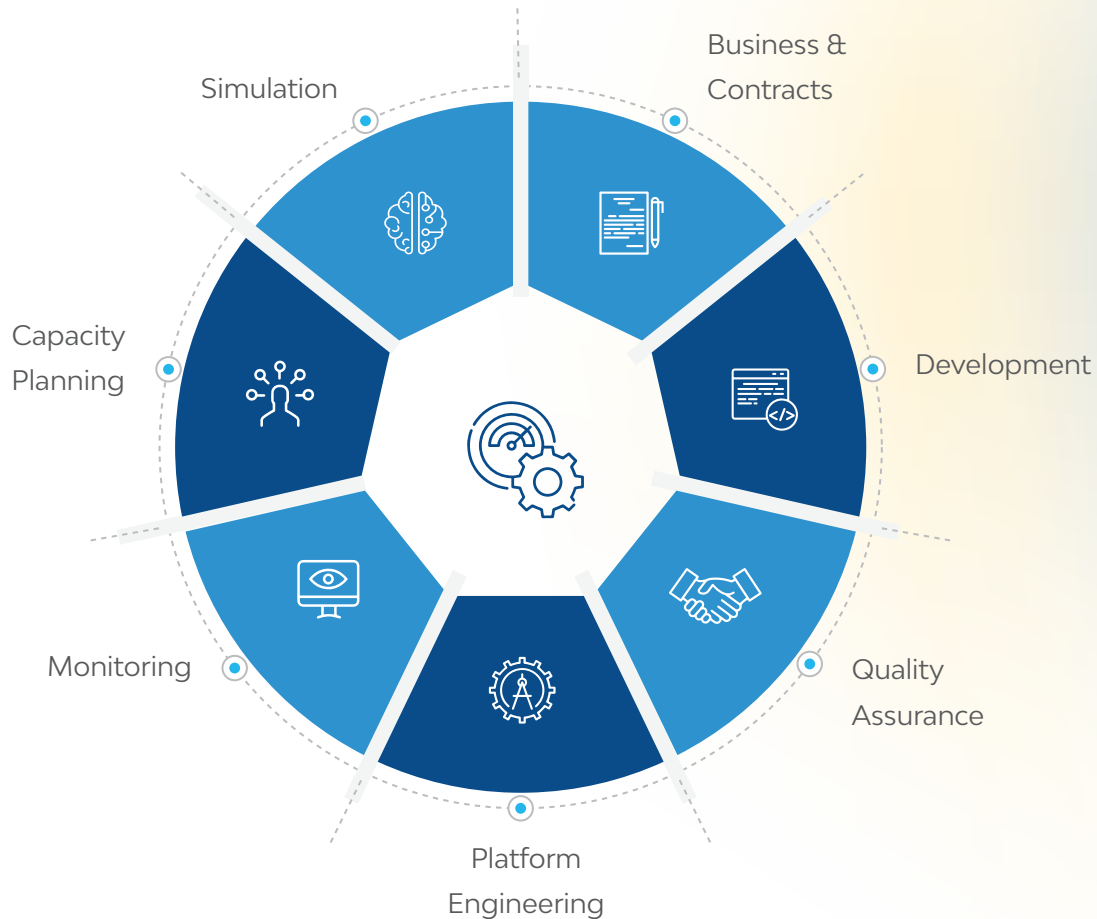 Business &
Contracts
Simulation
Capacity
Planning
Development
</>
Monitoring
Quality
Assurance
Platform
Engineering